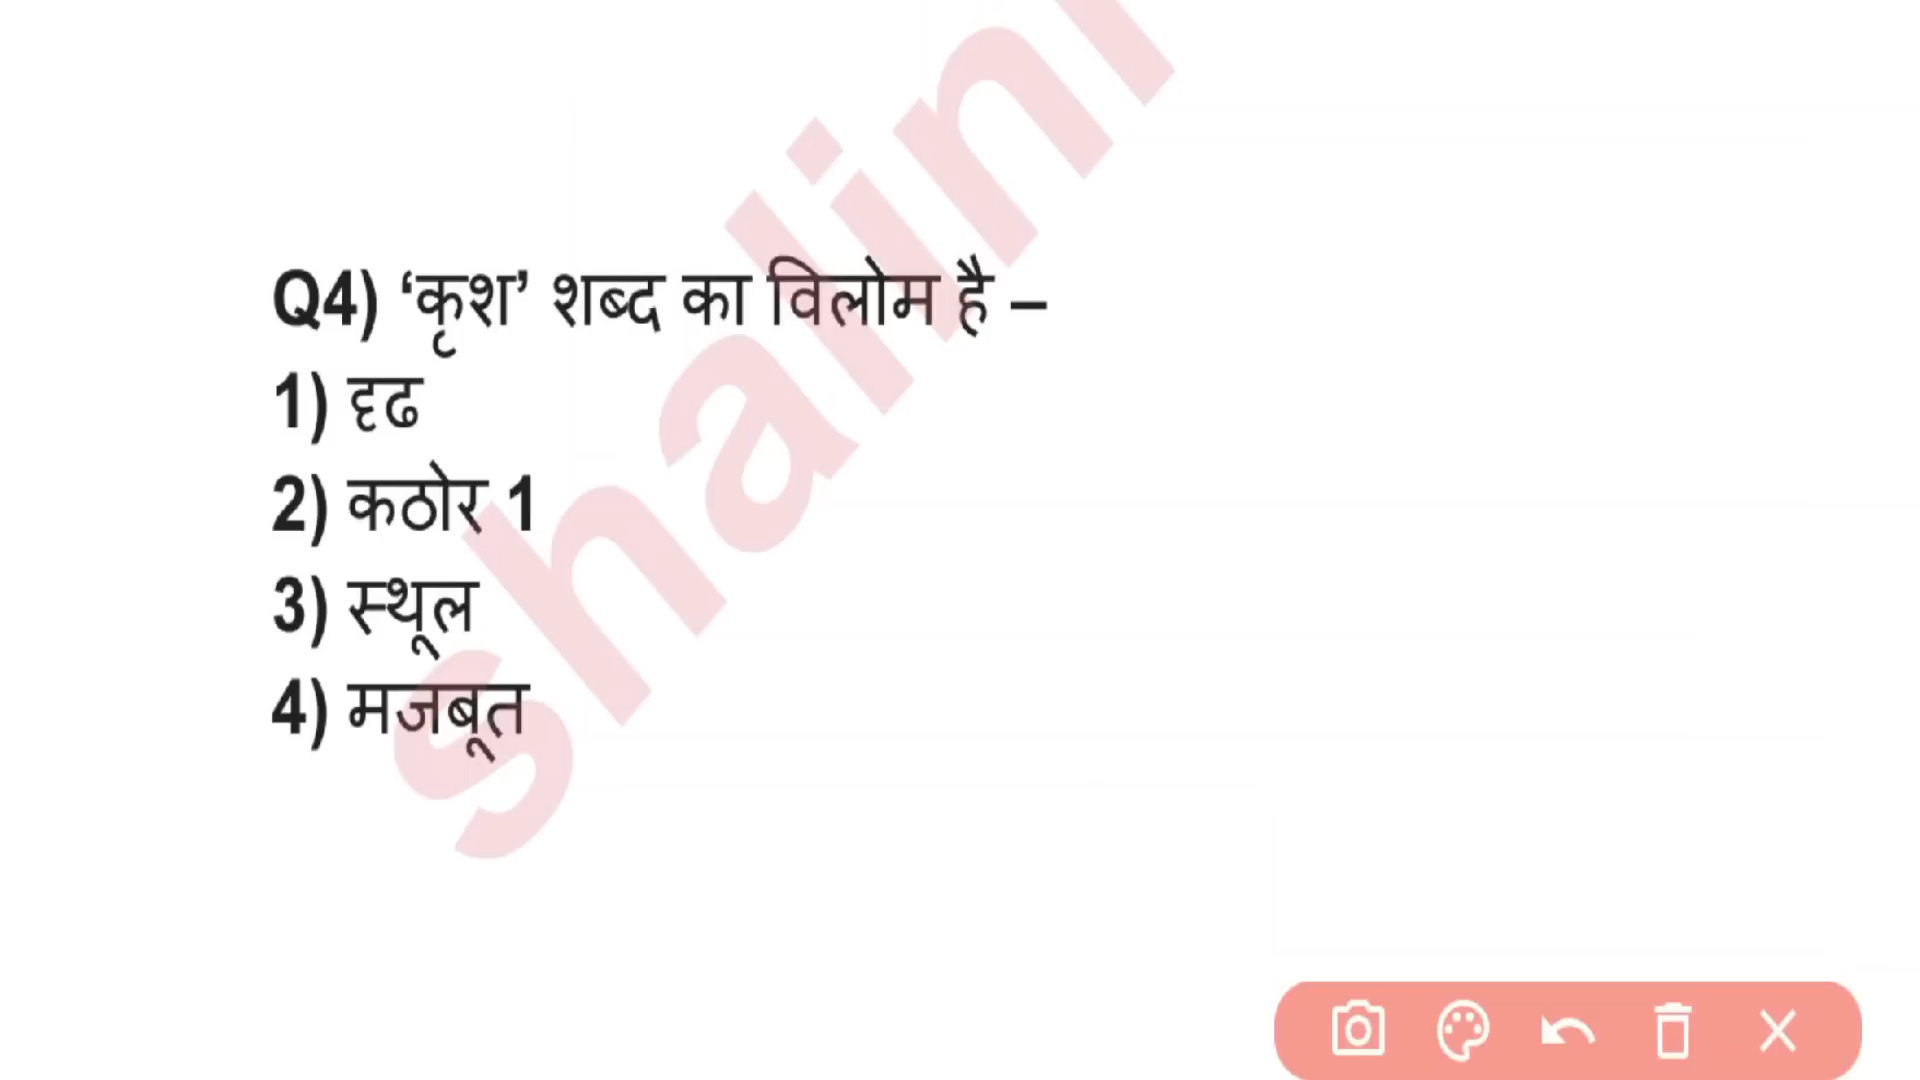 Q4) ‘कृश’ शब्द का विलोम है –
1) दृढ
2) कठोर 1
3) स्थूल
4) मजबूत
shalini